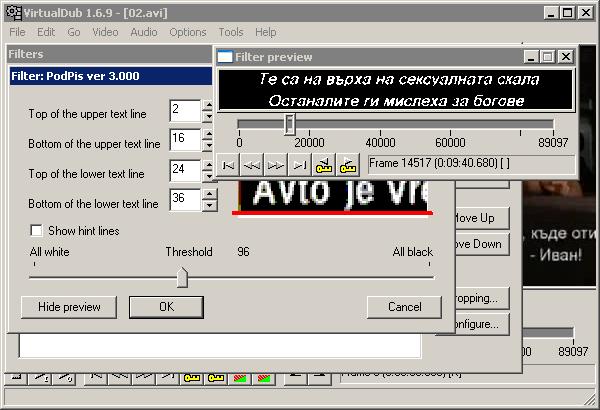 VirtualDub 1.6.9 - [02.avi]
File Edit Go Video Audio Options Tools Help
Filters
Filter preview
Filter: PodPis ver 3.000
Те са на върха на сексуалната скала
Останалите ги мислеха за богове
Top of the upper text line 2
Bottom of the upper text line 16
Top of the lower text line 24
Bottom of the lower text line 36
0 20000 40000 60000 89097
Frame 14517 (0:09:40.680) [ ]
Avto je vre
Show hint lines
All white Threshold 96 All black
Hide preview OK Cancel
Move Up
Move Down
, къде оти
- Иван!
ropping...
onfigure...
89097